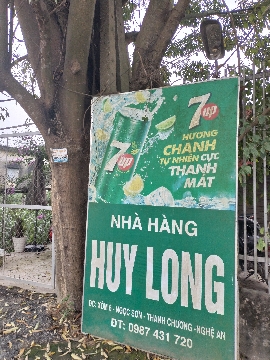 7up
HƯƠNG
CHANH
TỰ NHIÊN CỰC
THANH
MÁT
7up
NHÀ HÀNG
HUY LONG
ĐC: XÓM 6 - NGỌC SƠN - THANH CHƯƠNG - NGHỆ AN
ĐT: 0987 431 720